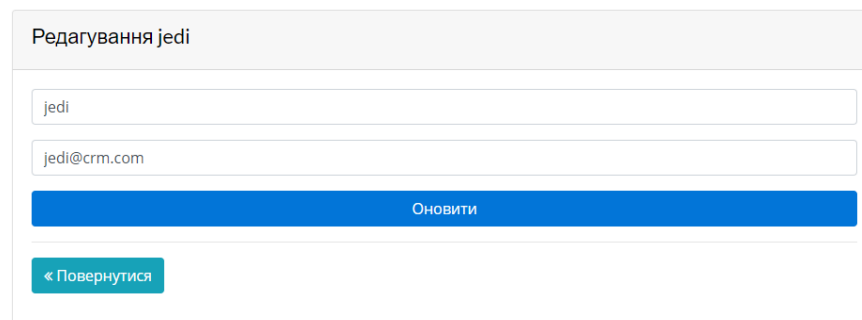 Редагування jedi
jedi
jedi@crm.com
Оновити
« Повернутися